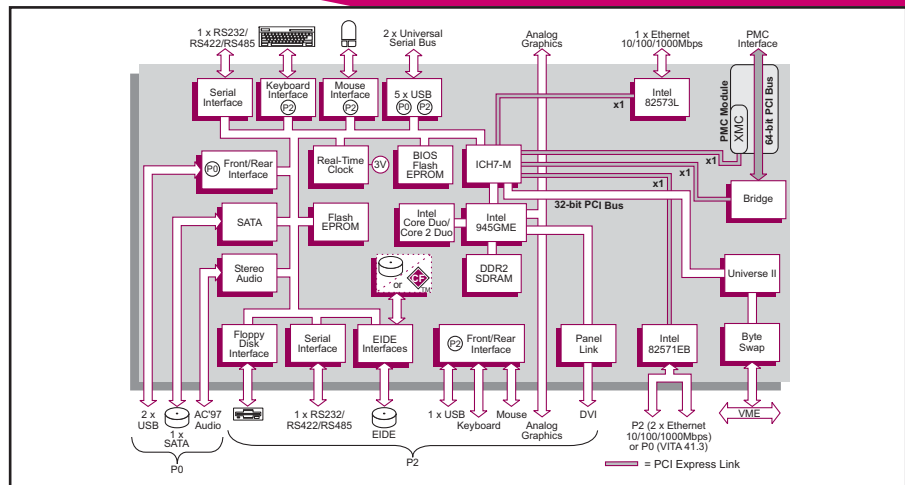 1 x RS232/
RS422/RS485
2 x Universal
Serial Bus
Analog
Graphics
1 x Ethernet
10/100/1000Mbps
PMC
Interface
Serial
Interface
Keyboard
Interface
P2
Mouse
Interface
P2
5 x USB
P0 P2
Intel
82573L
PMC Module
XMC
64-bit PCI Bus
x1
P0 Front/Rear
Interface
Real-Time
Clock
3V
BIOS
Flash
EPROM
ICH7-M
x1
x1
x1
Bridge
32-bit PCI Bus
SATA
Flash
EPROM
Intel
Core Duo/
Core 2 Duo
Intel
945GME
Stereo
Audio
or
CF
TM
DDR2
SDRAM
Universe II
Floppy
Disk
Interface
Serial
Interface
EIDE
Interfaces
P2 Front/Rear
Interface
Panel
Link
Intel
82571EB
Byte
Swap
VME
2 x
USB
1 x
SATA
AC'97
Audio
P0
1 x RS232/
RS422/RS485
EIDE
1 x USB
Keyboard
Mouse
Analog
Graphics
DVI
P2
P2 (2 x Ethernet
10/100/1000Mbps)
or P0 (VITA 41.3)
= PCI Express Link